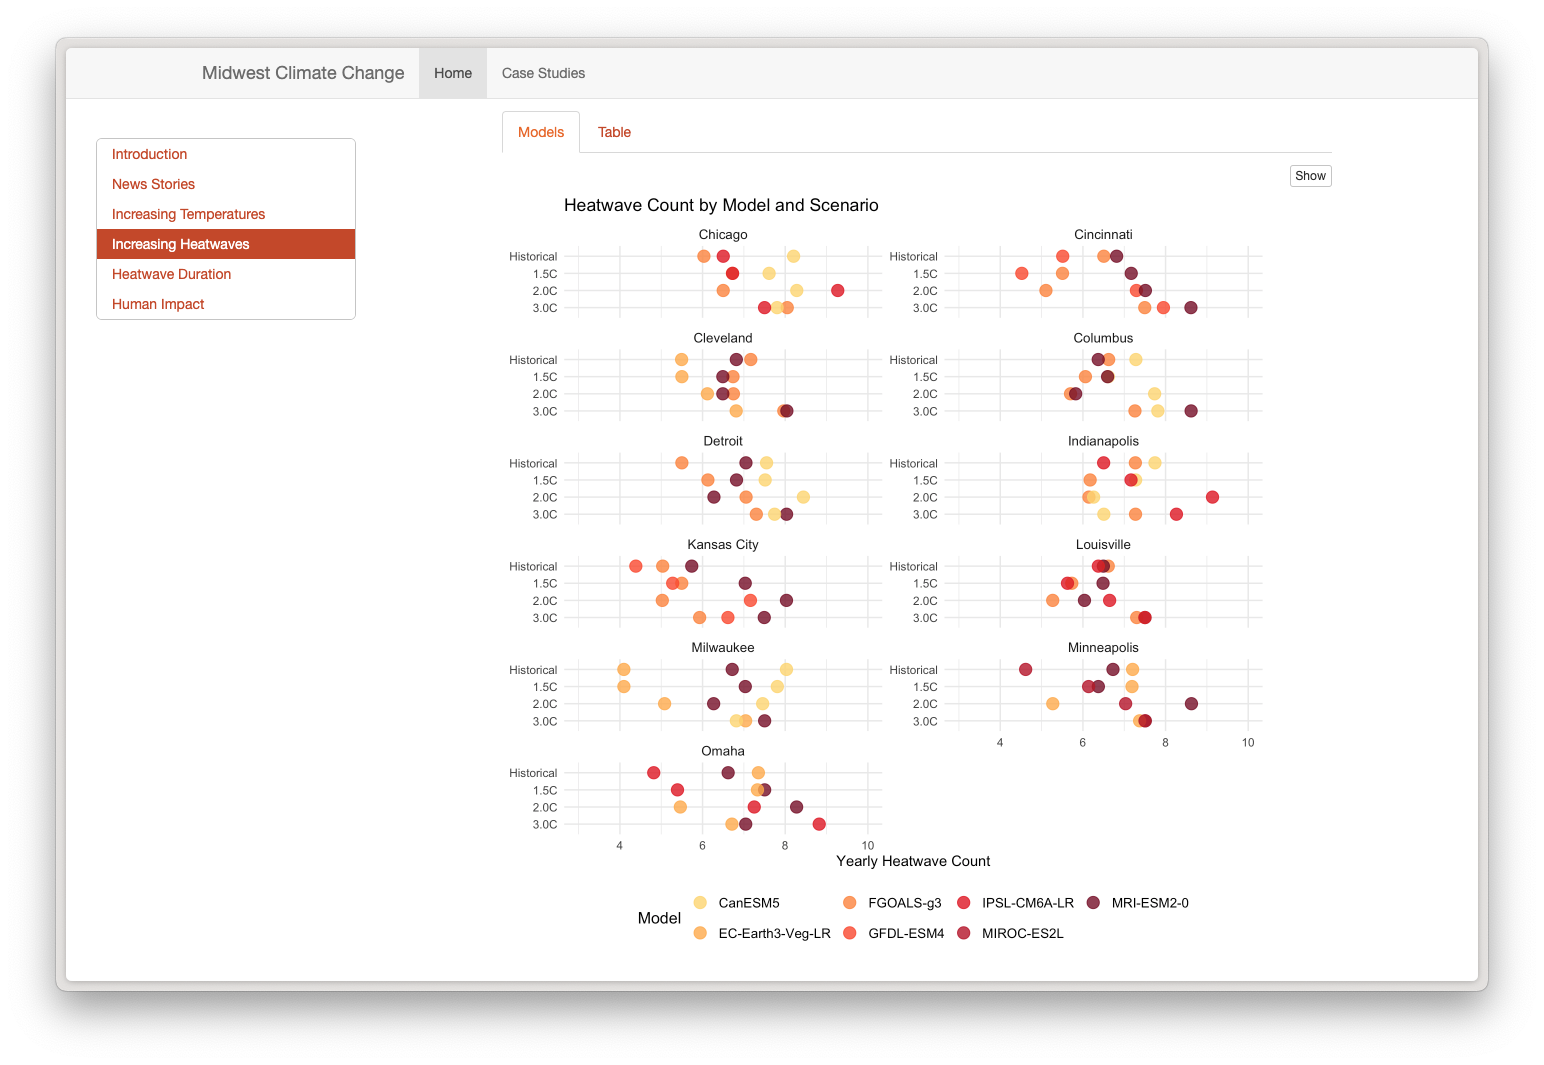 Midwest Climate Change Home Case Studies
Models Table
Introduction
News Stories
Increasing Temperatures
Increasing Heatwaves
Heatwave Duration
Human Impact
Show
Heatwave Count by Model and Scenario
Chicago Cincinnati
Historical Historical
1.5C 1.5C
2.0C 2.0C
3.0C 3.0C
Cleveland Columbus
Historical Historical
1.5C 1.5C
2.0C 2.0C
3.0C 3.0C
Detroit Indianapolis
Historical Historical
1.5C 1.5C
2.0C 2.0C
3.0C 3.0C
Kansas City Louisville
Historical Historical
1.5C 1.5C
2.0C 2.0C
3.0C 3.0C
Milwaukee Minneapolis
Historical Historical
1.5C 1.5C
2.0C 2.0C
3.0C 3.0C
4 6 8 10
Omaha
Historical
1.5C
2.0C
3.0C
4 6 8 10
Yearly Heatwave Count
Model
CanESM5 FGOALS-g3 IPSL-CM6A-LR MRI-ESM2-0
EC-Earth3-Veg-LR GFDL-ESM4 MIROC-ES2L